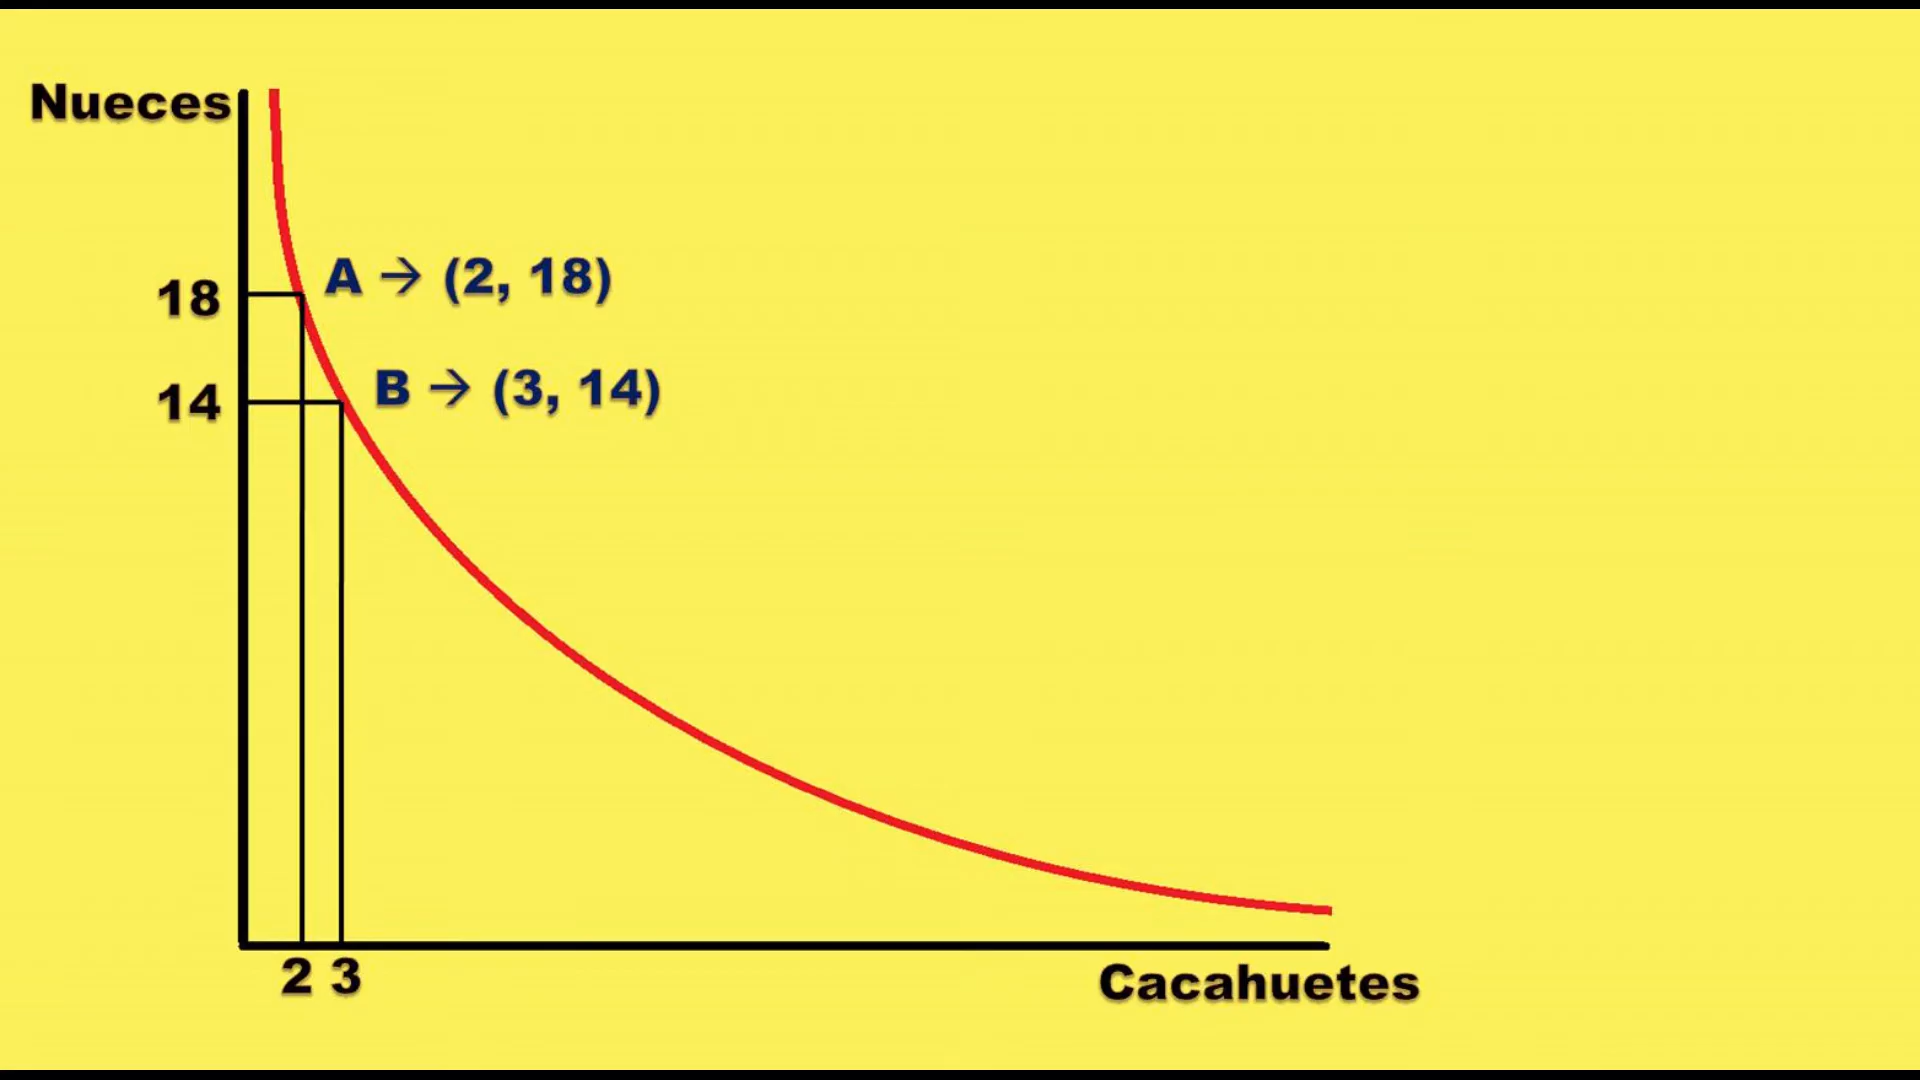 Nueces
A → (2, 18)
18
B → (3, 14)
14
2 3
Cacahuetes